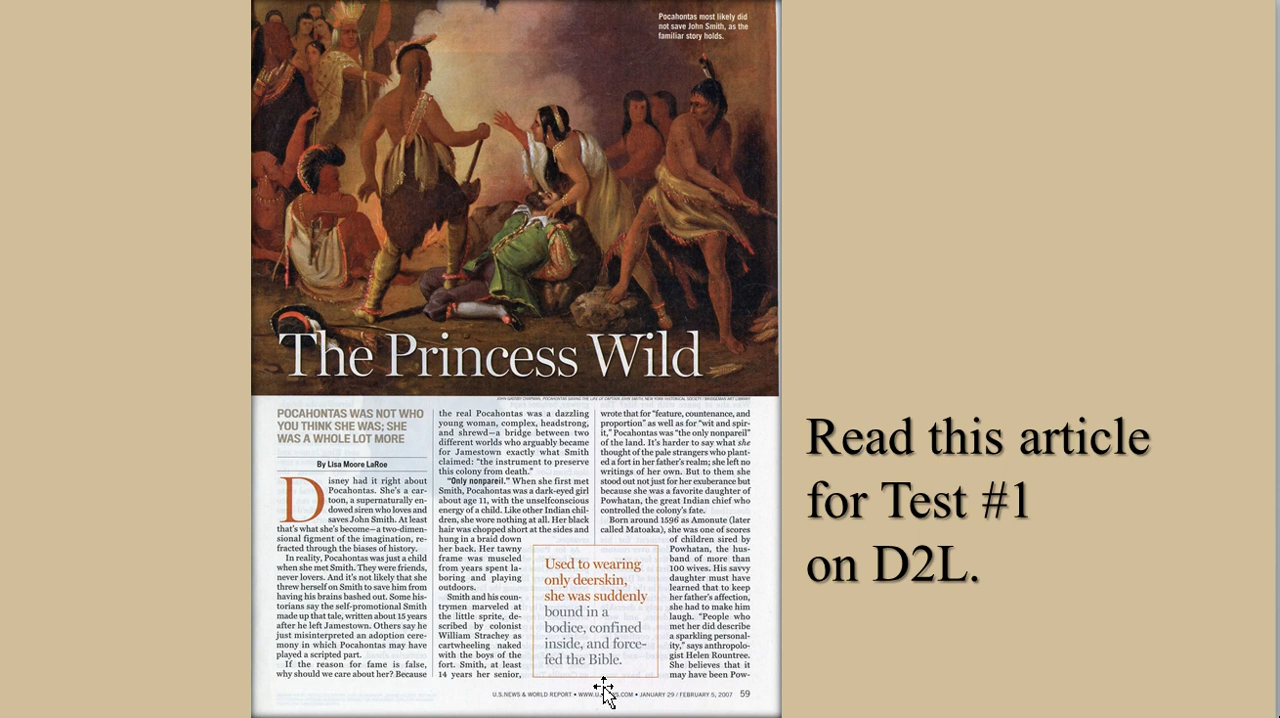 Pocahontas most likely did
not save John Smith, as the
familiar story holds.
The Princess Wild
JOHN GADSBY CHAPMAN, POCAHONTAS SAVING THE LIFE OF CAPTAIN JOHN SMITH, NEW YORK HISTORICAL SOCIETY / BRIDGEMAN ART LIBRARY
POCAHONTAS WAS NOT WHO
YOU THINK SHE WAS; SHE
WAS A WHOLE LOT MORE
By Lisa Moore LaRoe
Disney had it right about
Pocahontas. She's a car-
toon, a supernaturally en-
dowed siren who loves and
saves John Smith. At least
that's what she's become—a two-dimen-
sional figment of the imagination, re-
fracted through the biases of history.
In reality, Pocahontas was just a child
when she met Smith. They were friends,
never lovers. And it's not likely that she
threw herself on Smith to save him from
having his brains bashed out. Some his-
torians say the self-promotional Smith
made up that tale, written about 15 years
after he left Jamestown. Others say he
just misinterpreted an adoption cere-
mony in which Pocahontas may have
played a scripted part.
If the reason for fame is false,
why should we care about her? Because
the real Pocahontas was a dazzling
young woman, complex, headstrong,
and shrewd—a bridge between two
different worlds who arguably became
for Jamestown exactly what Smith
claimed: "the instrument to preserve
this colony from death."
"Only nonpareil." When she first met
Smith, Pocahontas was a dark-eyed girl
about age 11, with the unselfconscious
energy of a child. Like other Indian chil-
dren, she wore nothing at all. Her black
hair was chopped short at the sides and
hung in a braid down
her back. Her tawny
frame was muscled
from years spent la-
boring and playing
outdoors.
Smith and his coun-
trymen marveled at
the little sprite, de-
scribed by colonist
William Strachey as
cartwheeling naked
with the boys of the
fort. Smith, at least
14 years her senior,
wrote that for "feature, countenance, and
proportion" as well as for "wit and spir-
it," Pocahontas was "the only nonpareil"
of the land. It's harder to say what she
thought of the pale strangers who plant-
ed a fort in her father's realm; she left no
writings of her own. But to them she
stood out not just for her exuberance but
because she was a favorite daughter of
Powhatan, the great Indian chief who
controlled the colony's fate.
Born around 1596 as Amonute (later
called Matoaka), she was one of scores
of children sired by
Powhatan, the hus-
band of more than
100 wives. His savvy
daughter must have
learned that to keep
her father's affection,
she had to make him
laugh. "People who
met her did describe
a sparkling personal-
ity," says anthropolo-
gist Helen Rountree.
She believes that it
may have been Pow-
Used to wearing
only deerskin,
she was suddenly
bound in a
bodice, confined
inside, and force-
fed the Bible.
U.S.NEWS & WORLD REPORT • WWW.U COM • JANUARY 29 / FEBRUARY 5, 2007 59
Read this article
for Test #1
on D2L.